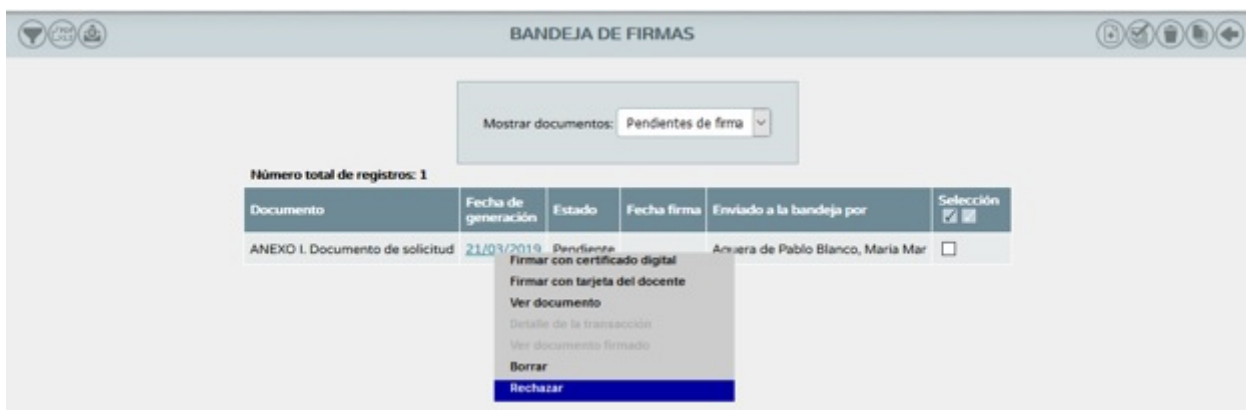 BANDEJA DE FIRMAS
Mostrar documentos: Pendientes de firma
Número total de registros: 1
Documento Fecha de generación Estado Fecha firma Enviado a la bandeja por Selección
ANEXO I. Documento de solicitud 21/03/2019 Pendiente Aguera de Pablo Blanco, Maria Mar
Firmar con certificado digital
Firmar con tarjeta del docente
Ver documento
Detalle de la transacción
Ver documento firmado
Borrar
Rechazar